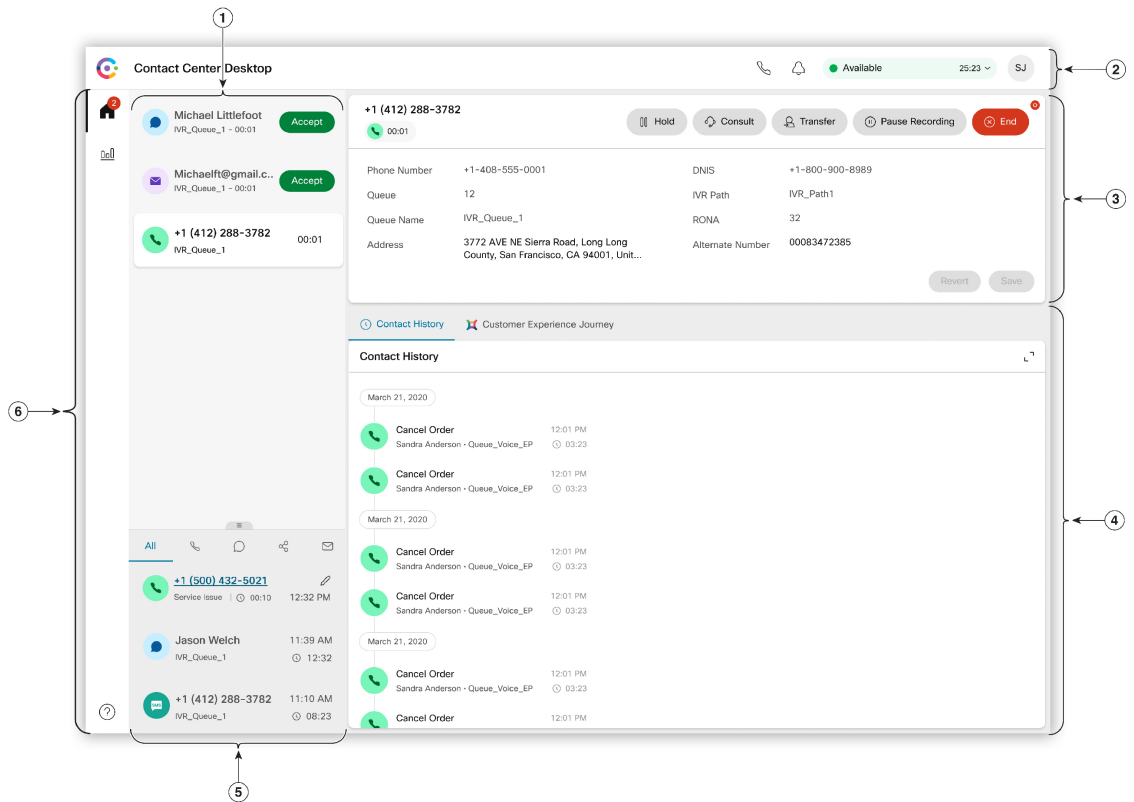 1
Contact Center Desktop
Available 25:23
SJ
2
2
Michael Littlefoot
IVR_Queue_1 - 00:01
Accept
Michaelft@gmail.c..
IVR_Queue_1 - 00:01
Accept
+1 (412) 288-3782
IVR_Queue_1
00:01
+1 (412) 288-3782
00:01
Hold
Consult
Transfer
Pause Recording
End
0
Phone Number +1-408-555-0001
DNIS +1-800-900-8989
Queue 12
IVR Path IVR_Path1
Queue Name IVR_Queue_1
RONA 32
Address 3772 AVE NE Sierra Road, Long Long
County, San Francisco, CA 94001, Unit...
Alternate Number 00083472385
Revert
Save
3
Contact History
Customer Experience Journey
Contact History
March 21, 2020
Cancel Order 12:01 PM
Sandra Anderson • Queue_Voice_EP 03:23
Cancel Order 12:01 PM
Sandra Anderson • Queue_Voice_EP 03:23
March 21, 2020
Cancel Order 12:01 PM
Sandra Anderson • Queue_Voice_EP 03:23
Cancel Order 12:01 PM
Sandra Anderson • Queue_Voice_EP 03:23
March 21, 2020
Cancel Order 12:01 PM
Sandra Anderson • Queue_Voice_EP 03:23
Cancel Order 12:01 PM
4
All
+1 (500) 432-5021
Service Issue | 00:10 12:32 PM
Jason Welch 11:39 AM
IVR_Queue_1 12:32
SMS
+1 (412) 288-3782 11:10 AM
IVR_Queue_1 08:23
?
5
6